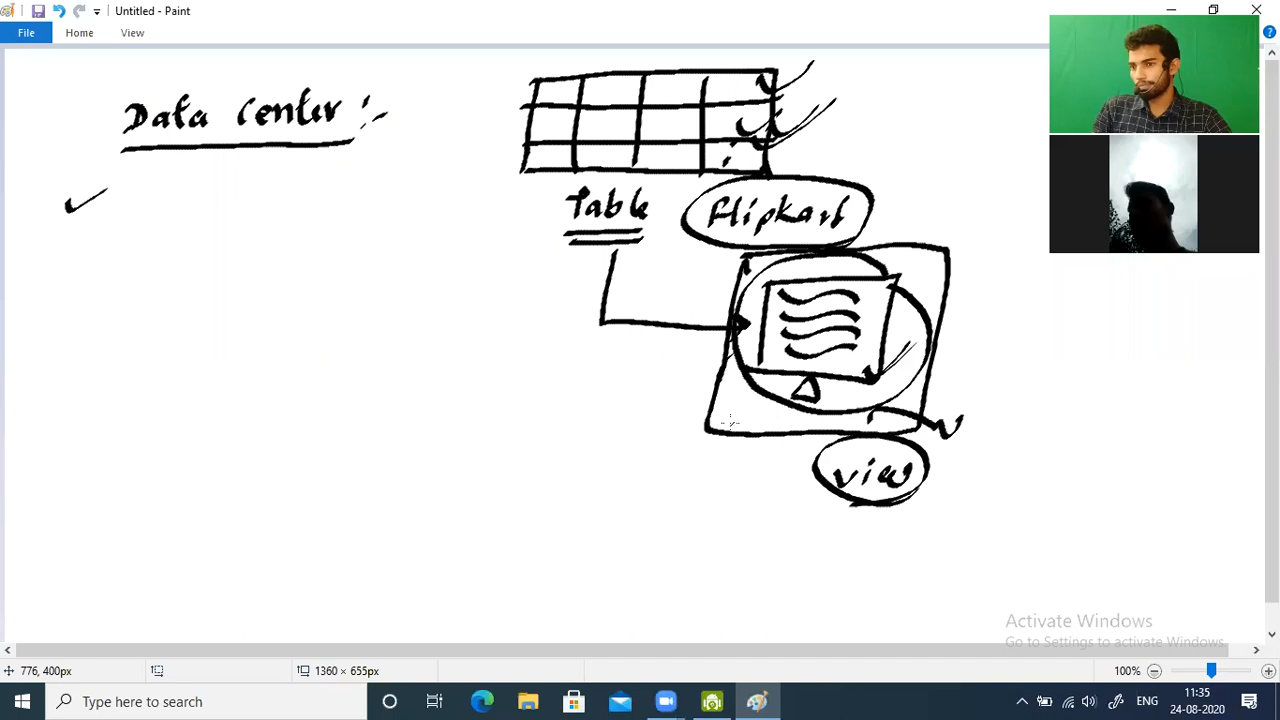 Untitled - Paint
File Home View
Data Center :-
Table
Flipkart
view
Activate Windows
Go to Settings to activate Windows.
776, 400px
1360 × 655px
100%
Type here to search
ENG
11:35
24-08-2020